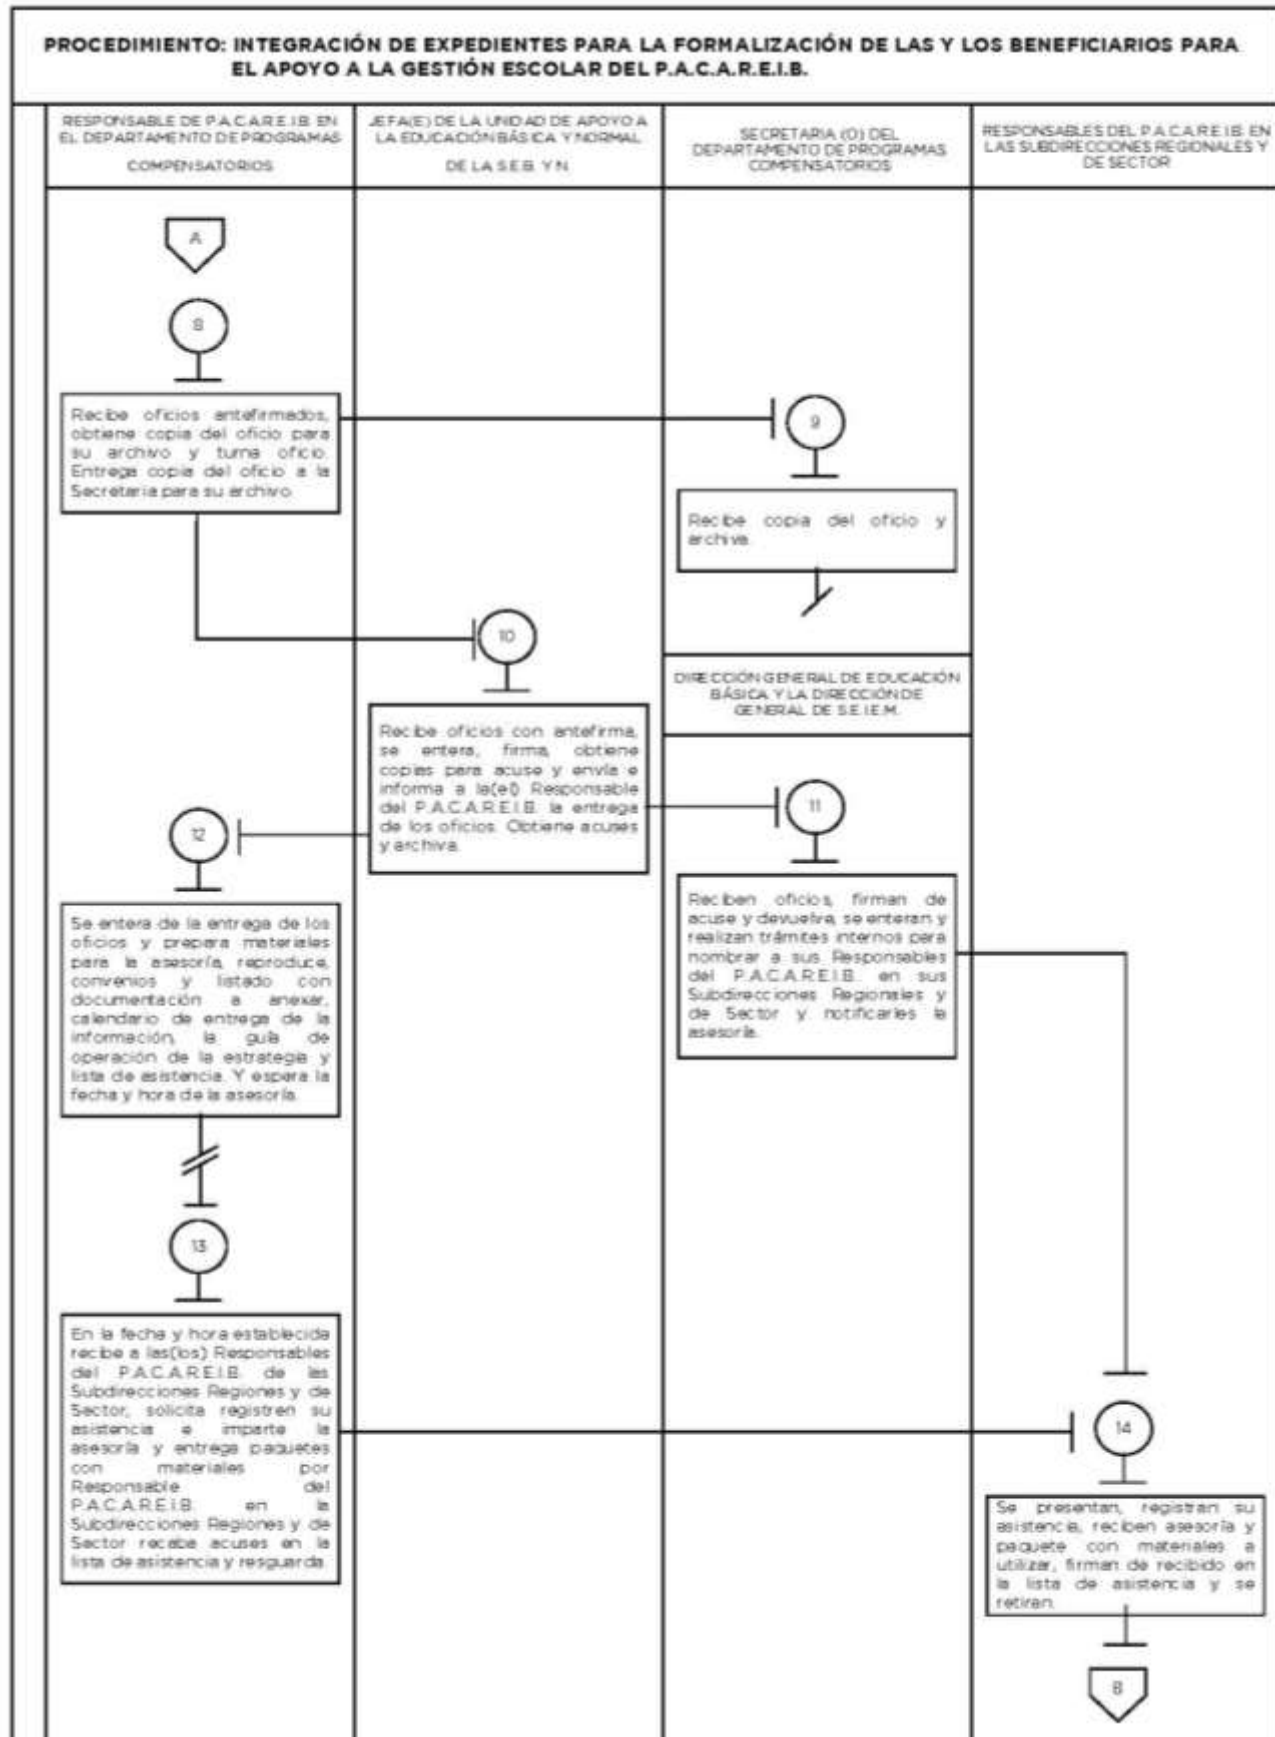 PROCEDIMIENTO: INTEGRACIÓN DE EXPEDIENTES PARA LA FORMALIZACIÓN DE LAS Y LOS BENEFICIARIOS PARA
EL APOYO A LA GESTIÓN ESCOLAR DEL P.A.C.A.R.E.I.B.
RESPONSABLE DE P.A.C.A.R.E.I.B. EN
EL DEPARTAMENTO DE PROGRAMAS
COMPENSATORIOS
JEFA(E) DE LA UNIDAD DE APOYO A
LA EDUCACIÓN BÁSICA Y NORMAL
DE LA S.E.B. Y N.
SECRETARIA (O) DEL
DEPARTAMENTO DE PROGRAMAS
COMPENSATORIOS
RESPONSABLES DEL P.A.C.A.R.E.I.B. EN
LAS SUBDIRECCIONES REGIONALES Y
DE SECTOR
A
8
Recibe oficios antefirmados,
obtiene copia del oficio para
su archivo y turna oficio.
Entrega copia del oficio a la
Secretaria para su archivo.
9
Recibe copia del oficio y
archiva.
10
Recibe oficios con antefirma,
se entera, firma, obtiene
copias para acuse y envía e
informa a la(el) Responsable
del P.A.C.A.R.E.I.B. la entrega
de los oficios. Obtiene acuses
y archiva.
DIRECCIÓN GENERAL DE EDUCACIÓN
BÁSICA Y LA DIRECCIÓN DE
GENERAL DE S.E.I.E.M.
11
Reciben oficios, firman de
acuse y devuelve, se enteran y
realizan trámites internos para
nombrar a sus Responsables
del P.A.C.A.R.E.I.B. en sus
Subdirecciones Regionales y
de Sector y notificarles la
asesoría.
12
Se entera de la entrega de los
oficios y prepara materiales
para la asesoría, reproduce,
convenios y listado con
documentación a anexar,
calendario de entrega de la
información, la guía de
operación de la estrategia y
lista de asistencia. Y espera la
fecha y hora de la asesoría.
13
En la fecha y hora establecida
recibe a las(los) Responsables
del P.A.C.A.R.E.I.B. de las
Subdirecciones Regiones y de
Sector, solicita registren su
asistencia e imparte la
asesoría y entrega paquetes
con materiales por
Responsable del
P.A.C.A.R.E.I.B. en la
Subdirecciones Regiones y de
Sector recaba acuses en la
lista de asistencia y resguarda.
14
Se presentan, registran su
asistencia, reciben asesoría y
paquete con materiales a
utilizar, firman de recibido en
la lista de asistencia y se
retiran.
B